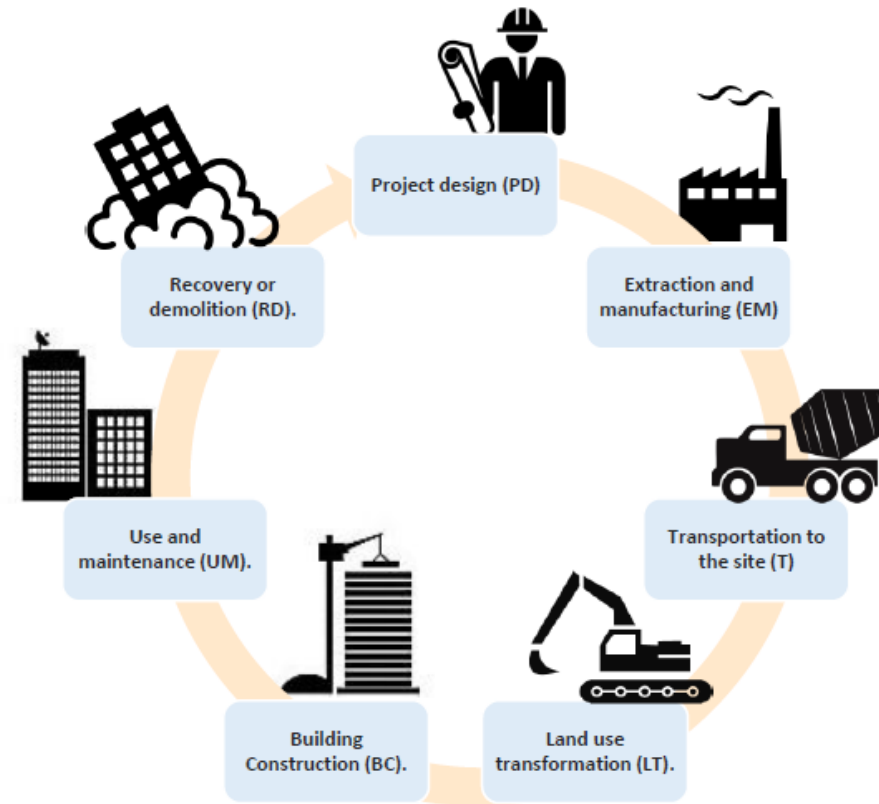 Project design (PD)
Extraction and
manufacturing (EM)
Transportation to
the site (T)
Land use
transformation (LT).
Building
Construction (BC).
Use and
maintenance (UM).
Recovery or
demolition (RD).